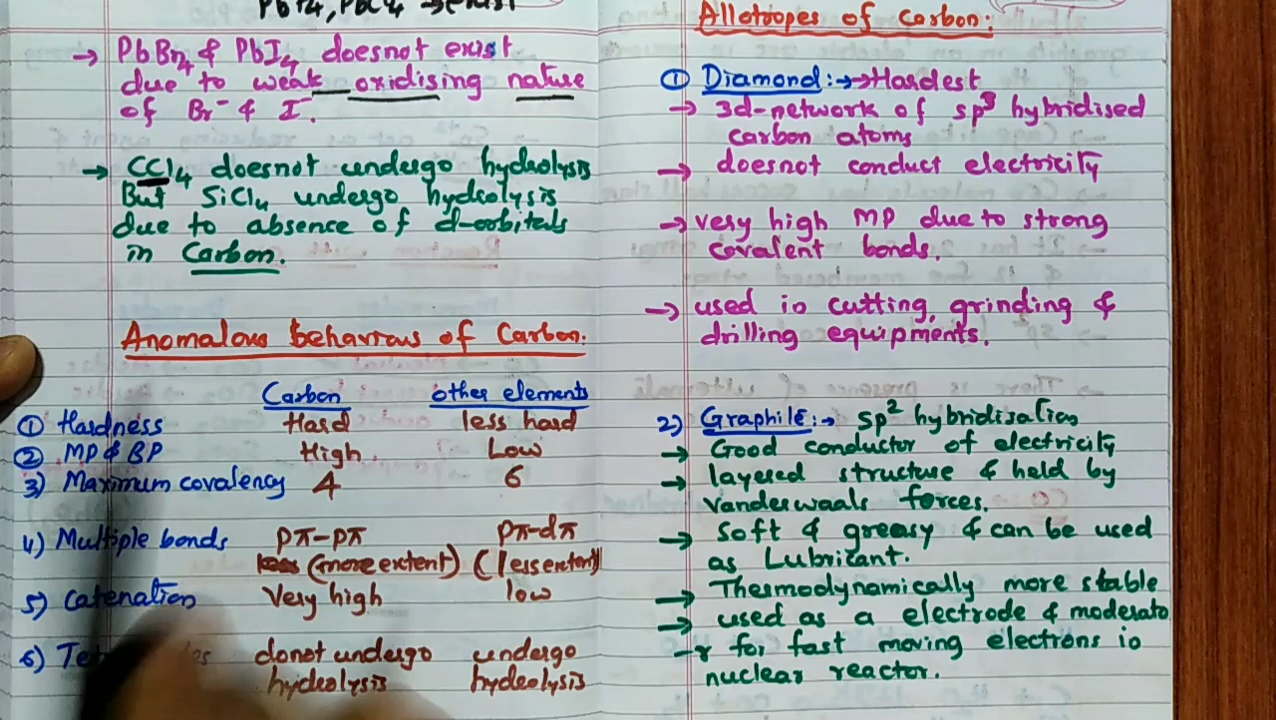 PbF4, PbCl4 → exist
→ PbBr4 & PbI4 doesnot exist
due to weak oxidising nature
of Br- & I-.
→ CCl4 doesnot undergo hydrolysis
But SiCl4 undergo hydrolysis
due to absence of d-orbitals
in Carbon.
Anomalous behaviour of Carbon:
Carbon other elements
① Hardness Hard less hard
② MP & BP High Low
3) Maximum covalency 4 6
4) Multiple bonds pπ-pπ pπ-dπ
(more extent) (less extent)
5) Catenation Very high low
6) donot undergo undergo
hydrolysis hydrolysis
Allotropes of Carbon:
① Diamond:→→Hardest
→ 3d-network of sp3 hybridised
carbon atoms
→ doesnot conduct electricity
→ very high MP due to strong
covalent bonds.
→ used in cutting, grinding &
drilling equipments.
2) Graphite:→ sp2 hybridisation
→ Good conductor of electricity
→ layered structure & held by
vanderwaals forces.
→ Soft & greasy & can be used
as Lubricant.
→ Thermodynamically more stable
→ used as a electrode & moderato
-r for fast moving electrons in
nuclear reactor.